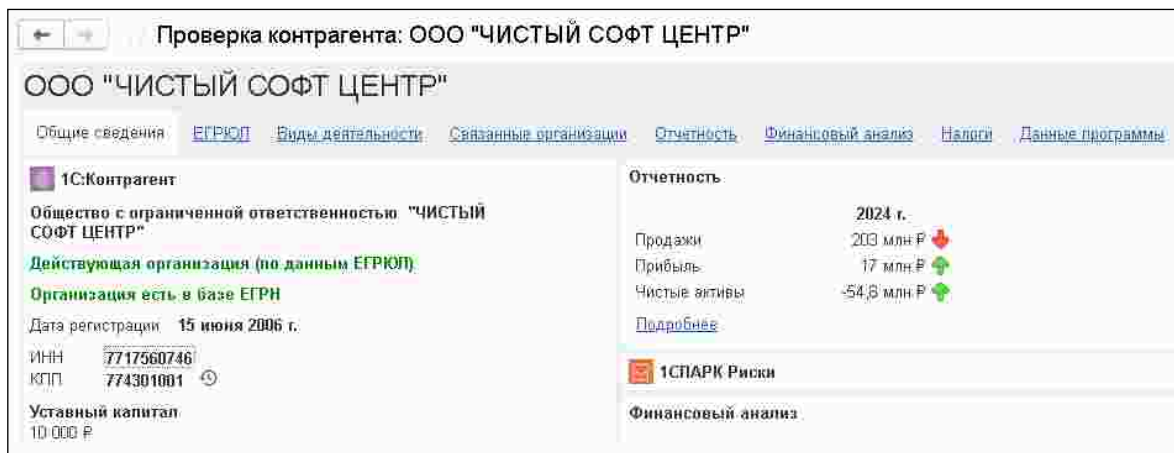 Проверка контрагента: ООО "ЧИСТЫЙ СОФТ ЦЕНТР"
ООО "ЧИСТЫЙ СОФТ ЦЕНТР"
Общие сведения ЕГРЮЛ Виды деятельности Связанные организации Отчетность Финансовый анализ Налоги Данные программы
1С:Контрагент
Общество с ограниченной ответственностью "ЧИСТЫЙ
СОФТ ЦЕНТР"
Действующая организация (по данным ЕГРЮЛ)
Организация есть в базе ЕГРН
Дата регистрации 15 июня 2006 г.
ИНН 7717560746
КПП 774301001
Уставный капитал
10 000 ₽
Отчетность
2024 г.
Продажи 203 млн ₽
Прибыль 17 млн ₽
Чистые активы -54,8 млн ₽
Подробнее
1СПАРК Риски
Финансовый анализ